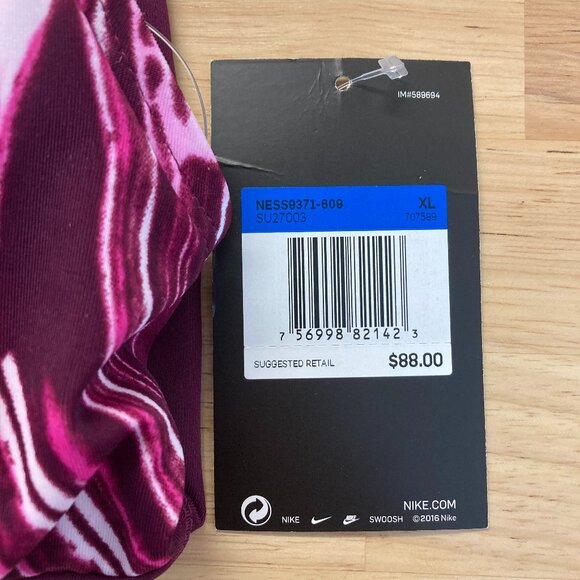 IM#589694
NESS9371-609 XL
SU27003 707589
7 56998 82142 3
SUGGESTED RETAIL $88.00
NIKE.COM
NIKE SWOOSH ©2016 Nike